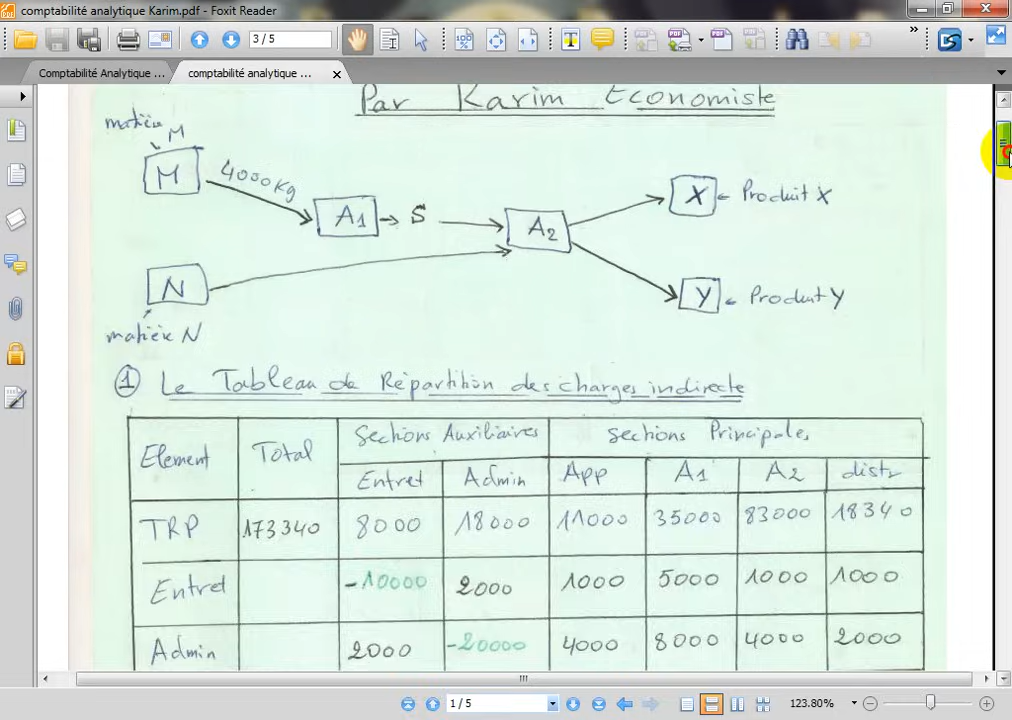 comptabilité analytique Karim.pdf - Foxit Reader
3 / 5
Comptabilité Analytique ...
comptabilité analytique ...
Par Karim Economiste
matière M
M
4000Kg
A1
S
A2
X
Produit X
N
Y
Produit Y
matière N
1 Le Tableau de Répartition des charges indirecte
Element Total Sections Auxiliaires Sections Principales
Entret Admin App A1 A2 distr
TRP 173340 8000 18000 11000 35000 83000 18340
Entret -10000 2000 1000 5000 1000 1000
Admin 2000 -20000 4000 8000 4000 2000
1 / 5
123.80%